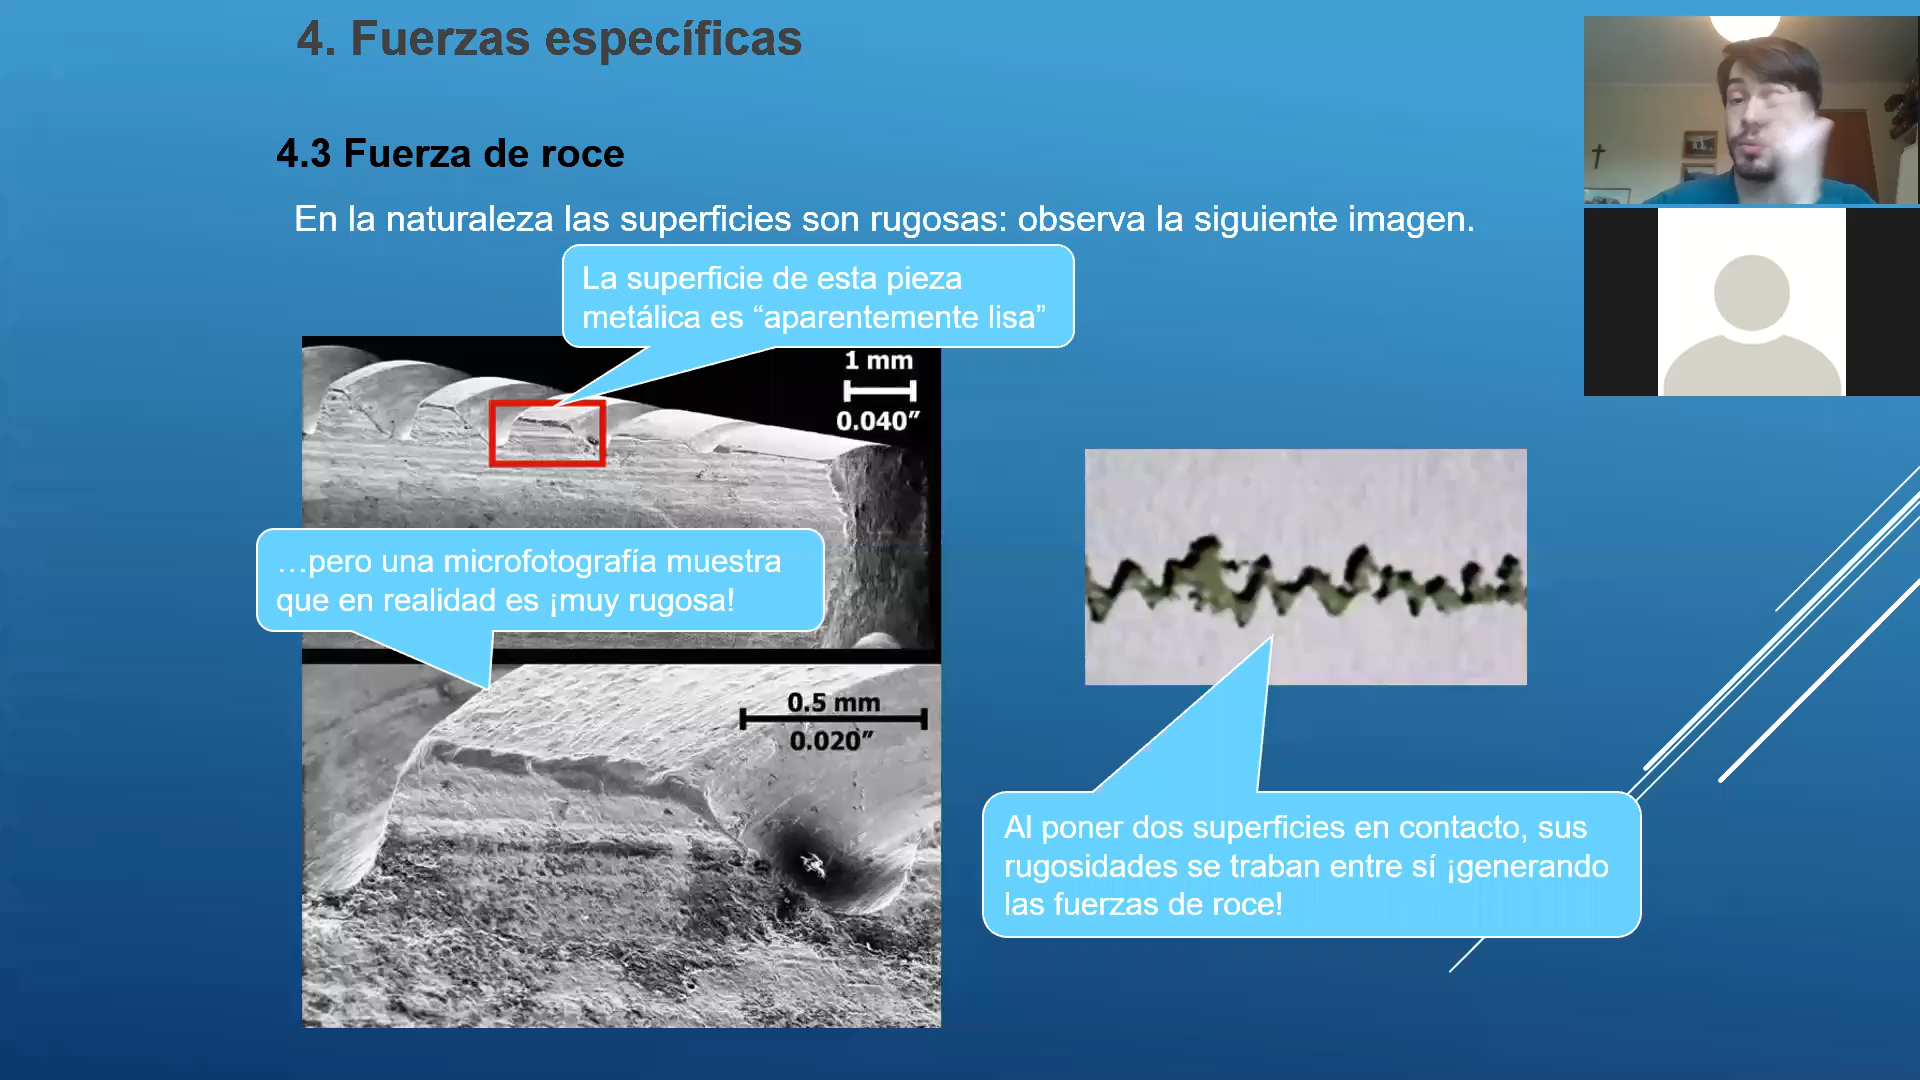 4. Fuerzas específicas
4.3 Fuerza de roce
En la naturaleza las superficies son rugosas: observa la siguiente imagen.
La superficie de esta pieza
metálica es “aparentemente lisa”
1 mm
0.040”
…pero una microfotografía muestra
que en realidad es ¡muy rugosa!
0.5 mm
0.020”
Al poner dos superficies en contacto, sus
rugosidades se traban entre sí ¡generando
las fuerzas de roce!